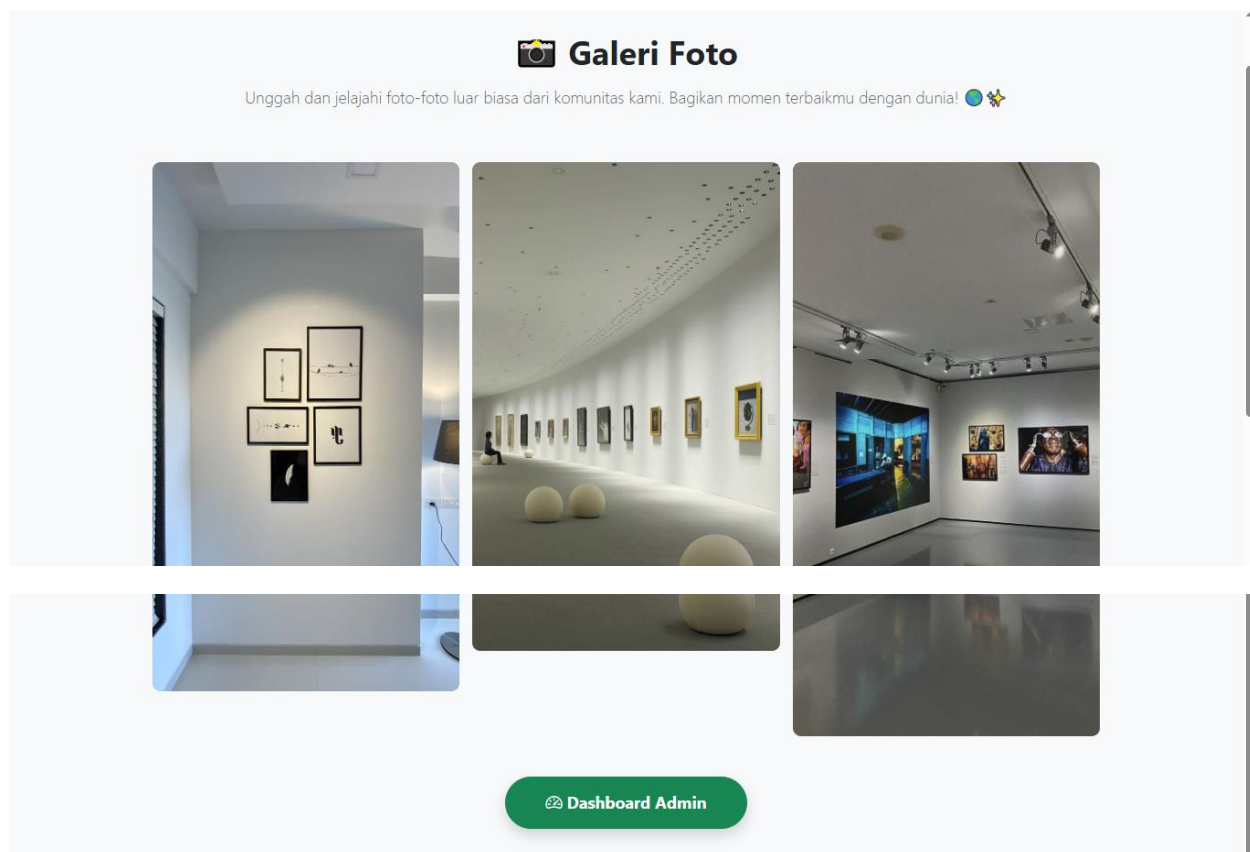 📷 Galeri Foto
Unggah dan jelajahi foto-foto luar biasa dari komunitas kami. Bagikan momen terbaikmu dengan dunia! 🌍✨
Dashboard Admin